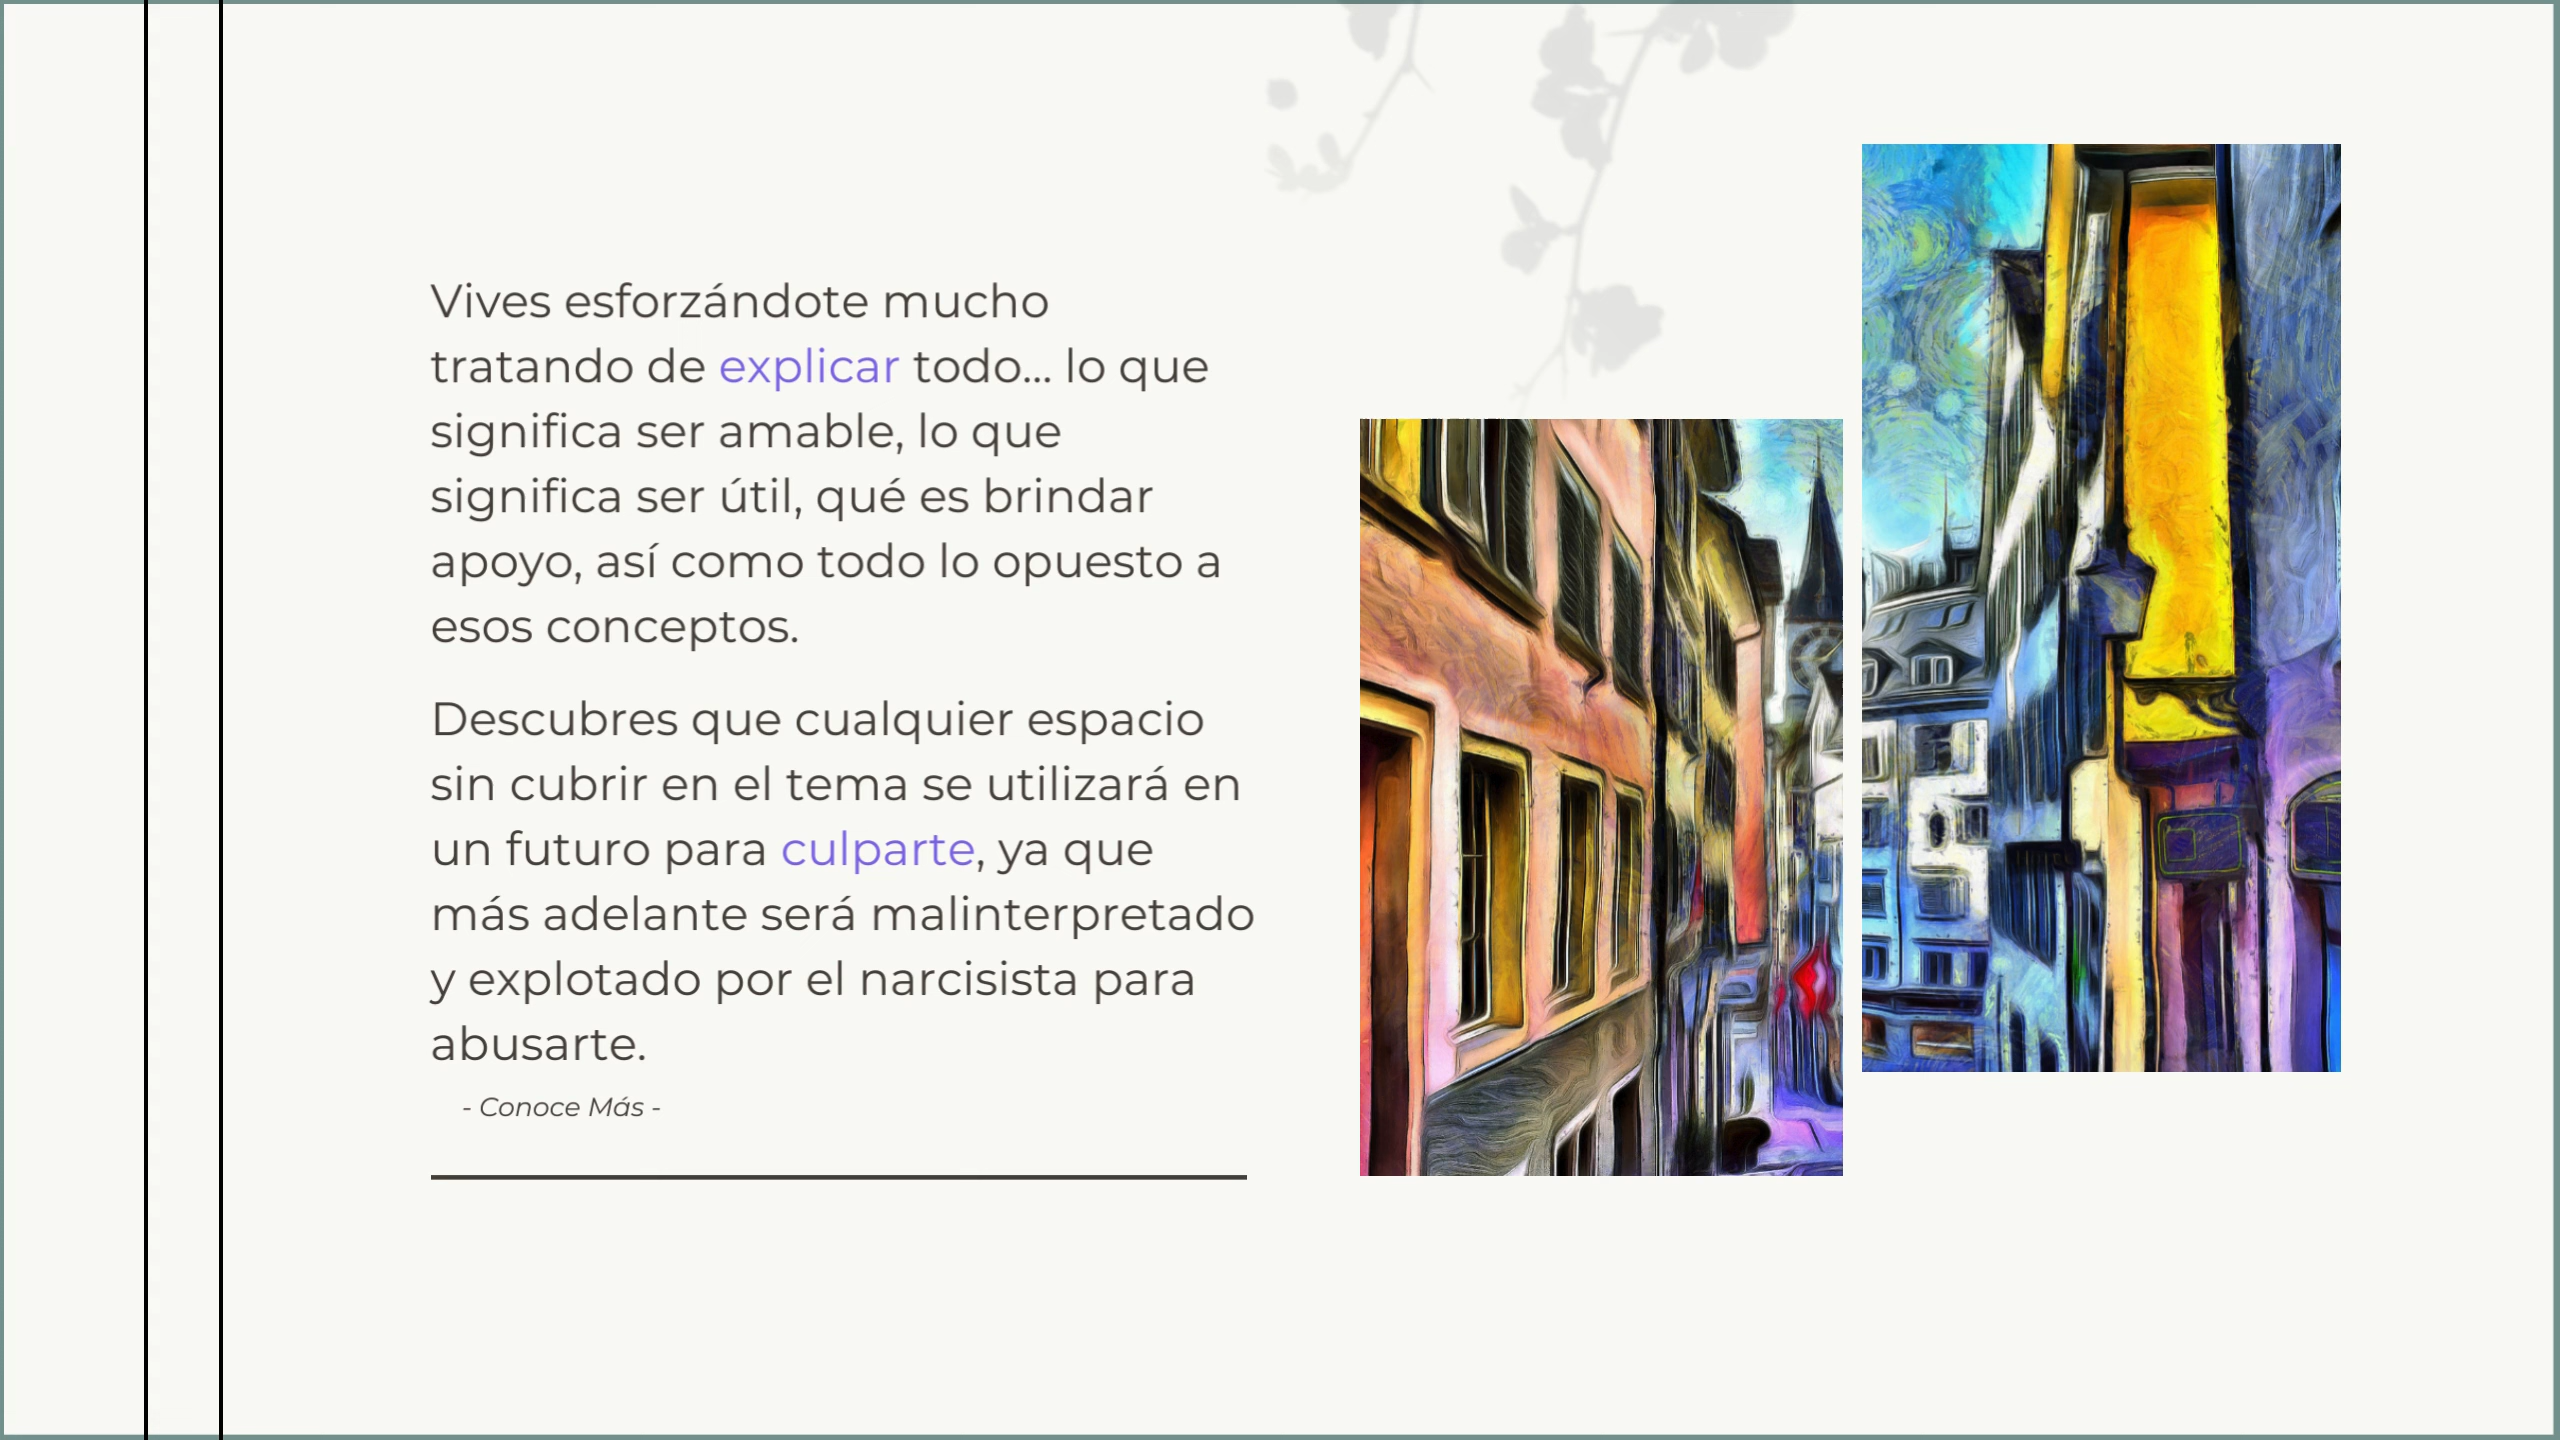 Vives esforzándote mucho
tratando de explicar todo... lo que
significa ser amable, lo que
significa ser útil, qué es brindar
apoyo, así como todo lo opuesto a
esos conceptos.
Descubres que cualquier espacio
sin cubrir en el tema se utilizará en
un futuro para culparte, ya que
más adelante será malinterpretado
y explotado por el narcisista para
abusarte.
- Conoce Más -